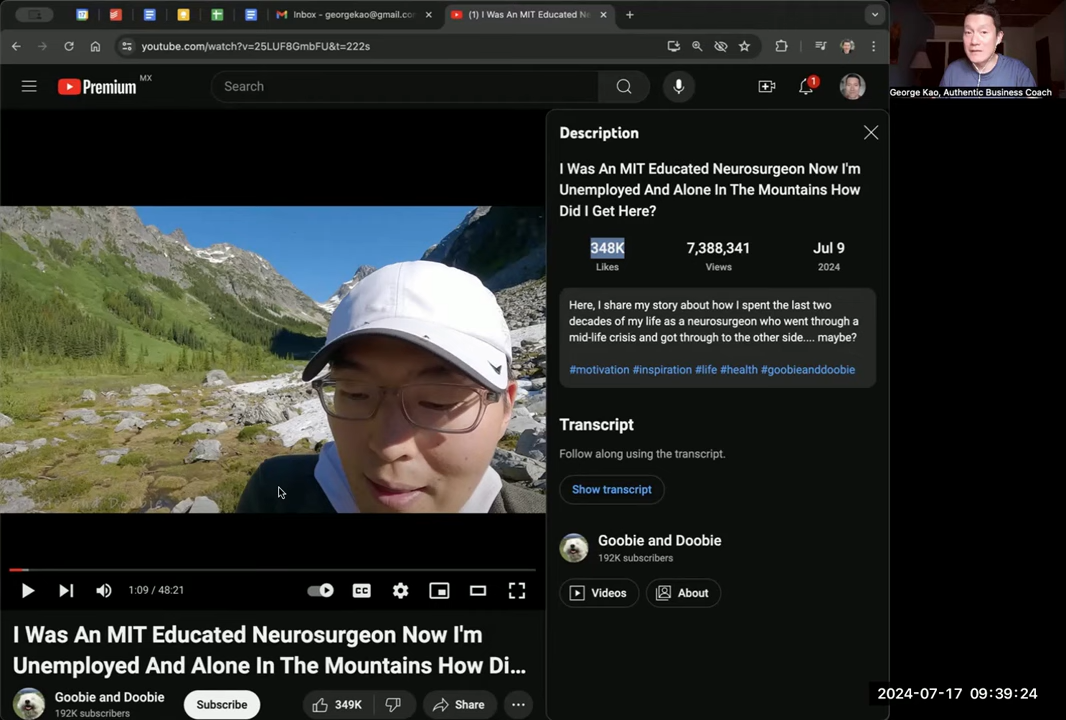 Inbox - georgekao@gmail.co
(1) I Was An MIT Educated Ne
youtube.com/watch?v=25LUF8GmbFU&t=222s
Premium MX
Search
1
George Kao, Authentic Business Coach
Description
I Was An MIT Educated Neurosurgeon Now I'm
Unemployed And Alone In The Mountains How
Did I Get Here?
348K 7,388,341 Jul 9
Likes Views 2024
Here, I share my story about how I spent the last two
decades of my life as a neurosurgeon who went through a
mid-life crisis and got through to the other side.... maybe?
#motivation #inspiration #life #health #goobieanddoobie
Transcript
Follow along using the transcript.
Show transcript
Goobie and Doobie
192K subscribers
Videos About
1:09 / 48:21
CC
I Was An MIT Educated Neurosurgeon Now I'm
Unemployed And Alone In The Mountains How Di...
Goobie and Doobie
192K subscribers
Subscribe
349K
Share
2024-07-17 09:39:24